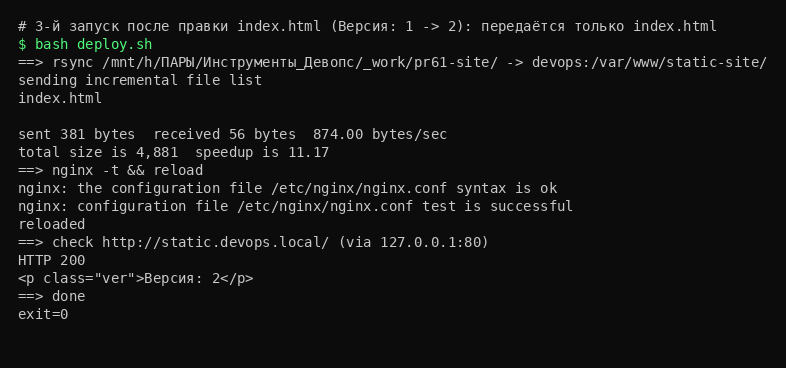 # 3-й запуск после правки index.html (Версия: 1 -> 2): передаётся только index.html
$ bash deploy.sh
==> rsync /mnt/h/ПАРЫ/Инструменты_Девопс/_work/pr61-site/ -> devops:/var/www/static-site/
sending incremental file list
index.html
sent 381 bytes  received 56 bytes  874.00 bytes/sec
total size is 4,881  speedup is 11.17
==> nginx -t && reload
nginx: the configuration file /etc/nginx/nginx.conf syntax is ok
nginx: configuration file /etc/nginx/nginx.conf test is successful
reloaded
==> check http://static.devops.local/ (via 127.0.0.1:80)
HTTP 200
<p class="ver">Версия: 2</p>
==> done
exit=0